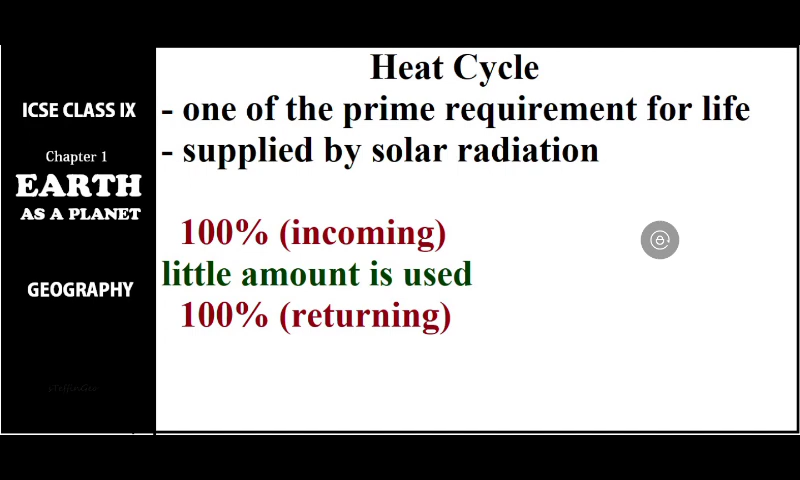 Heat Cycle
- one of the prime requirement for life
- supplied by solar radiation
100% (incoming)
little amount is used
100% (returning)
ICSE CLASS IX
Chapter 1
EARTH
AS A PLANET
GEOGRAPHY